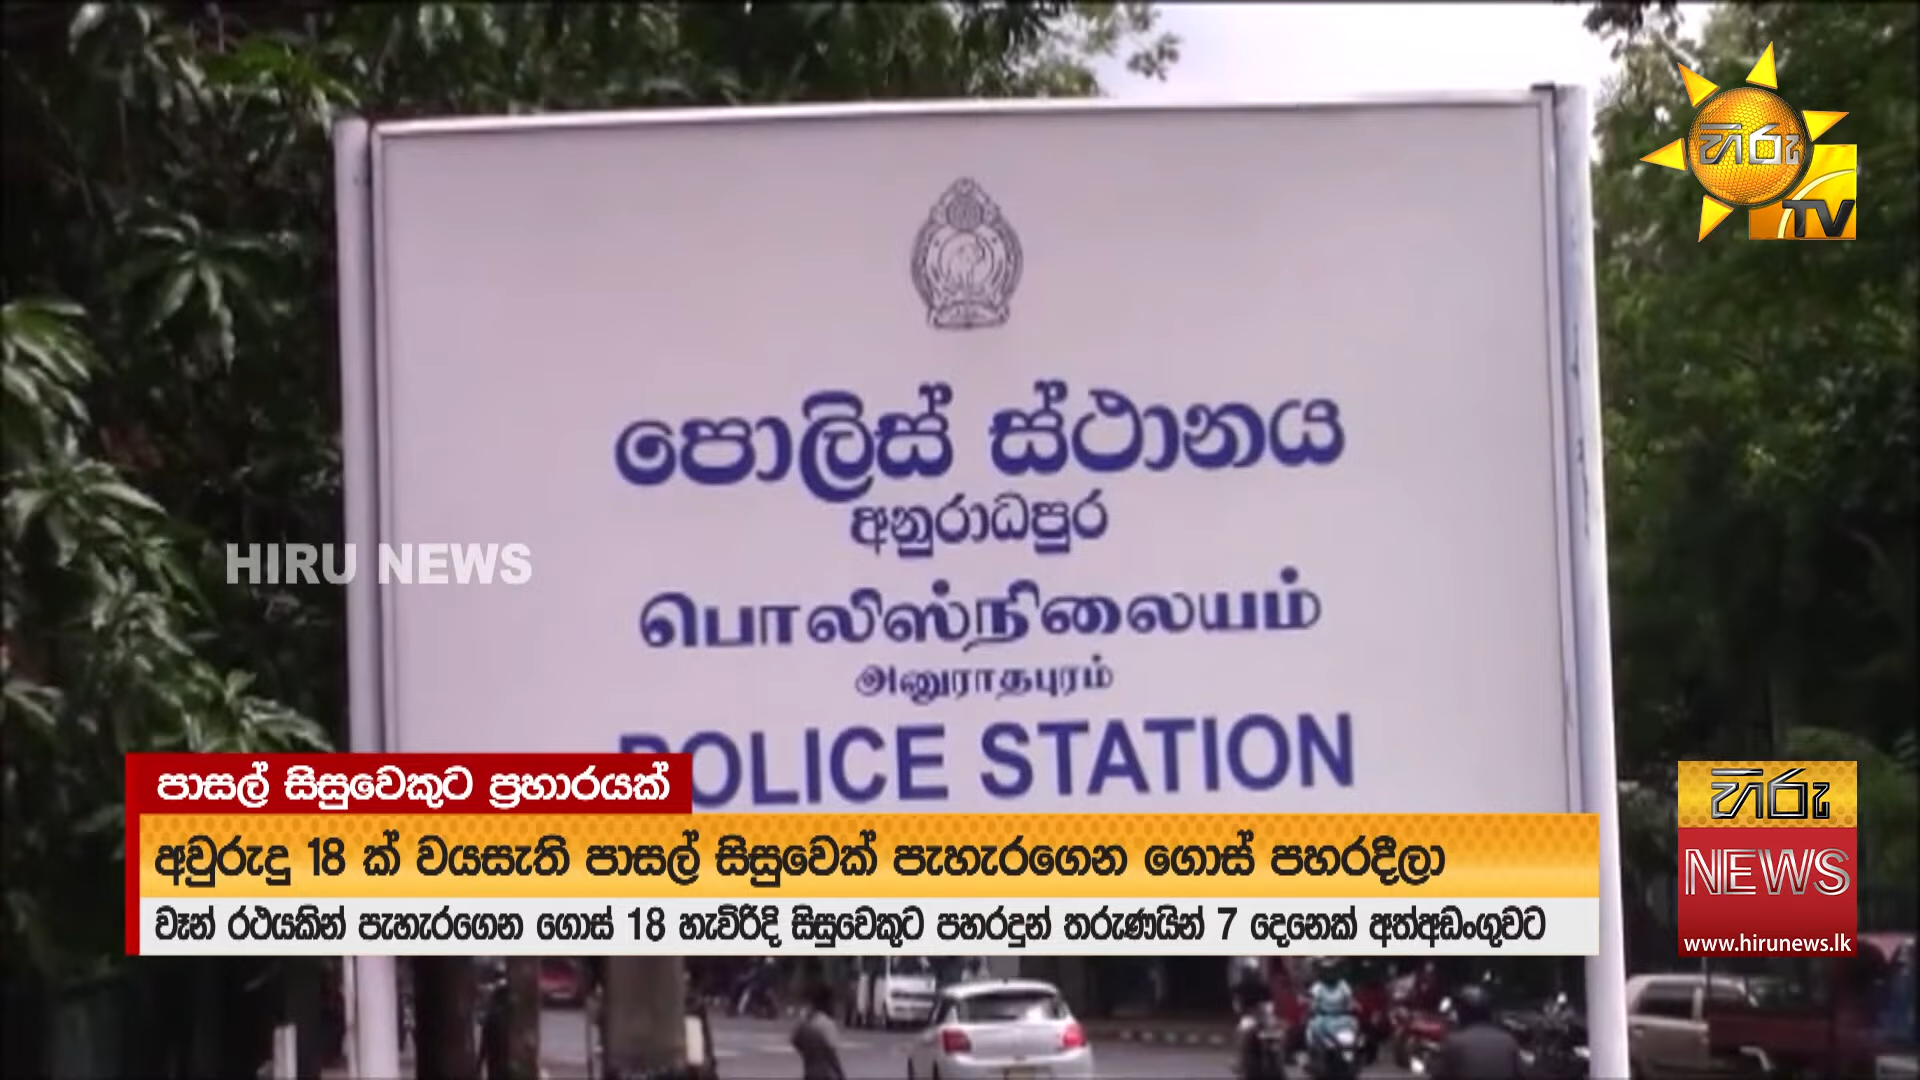 හිරු
TV
පොලිස් ස්ථානය
අනුරාධපුර
HIRU NEWS
பொலிஸ்நிலையம்
அனுராதபுரம்
POLICE STATION
පාසල් සිසුවෙකුට ප්‍රහාරයක්
අවුරුදු 18 ක් වයසැති පාසල් සිසුවෙක් පැහැරගෙන ගොස් පහරදීලා
වෑන් රථයකින් පැහැරගෙන ගොස් 18 හැවිරිදි සිසුවෙකුට පහරදුන් තරුණයින් 7 දෙනෙක් අත්අඩංගුවට
හිරු
NEWS
www.hirunews.lk